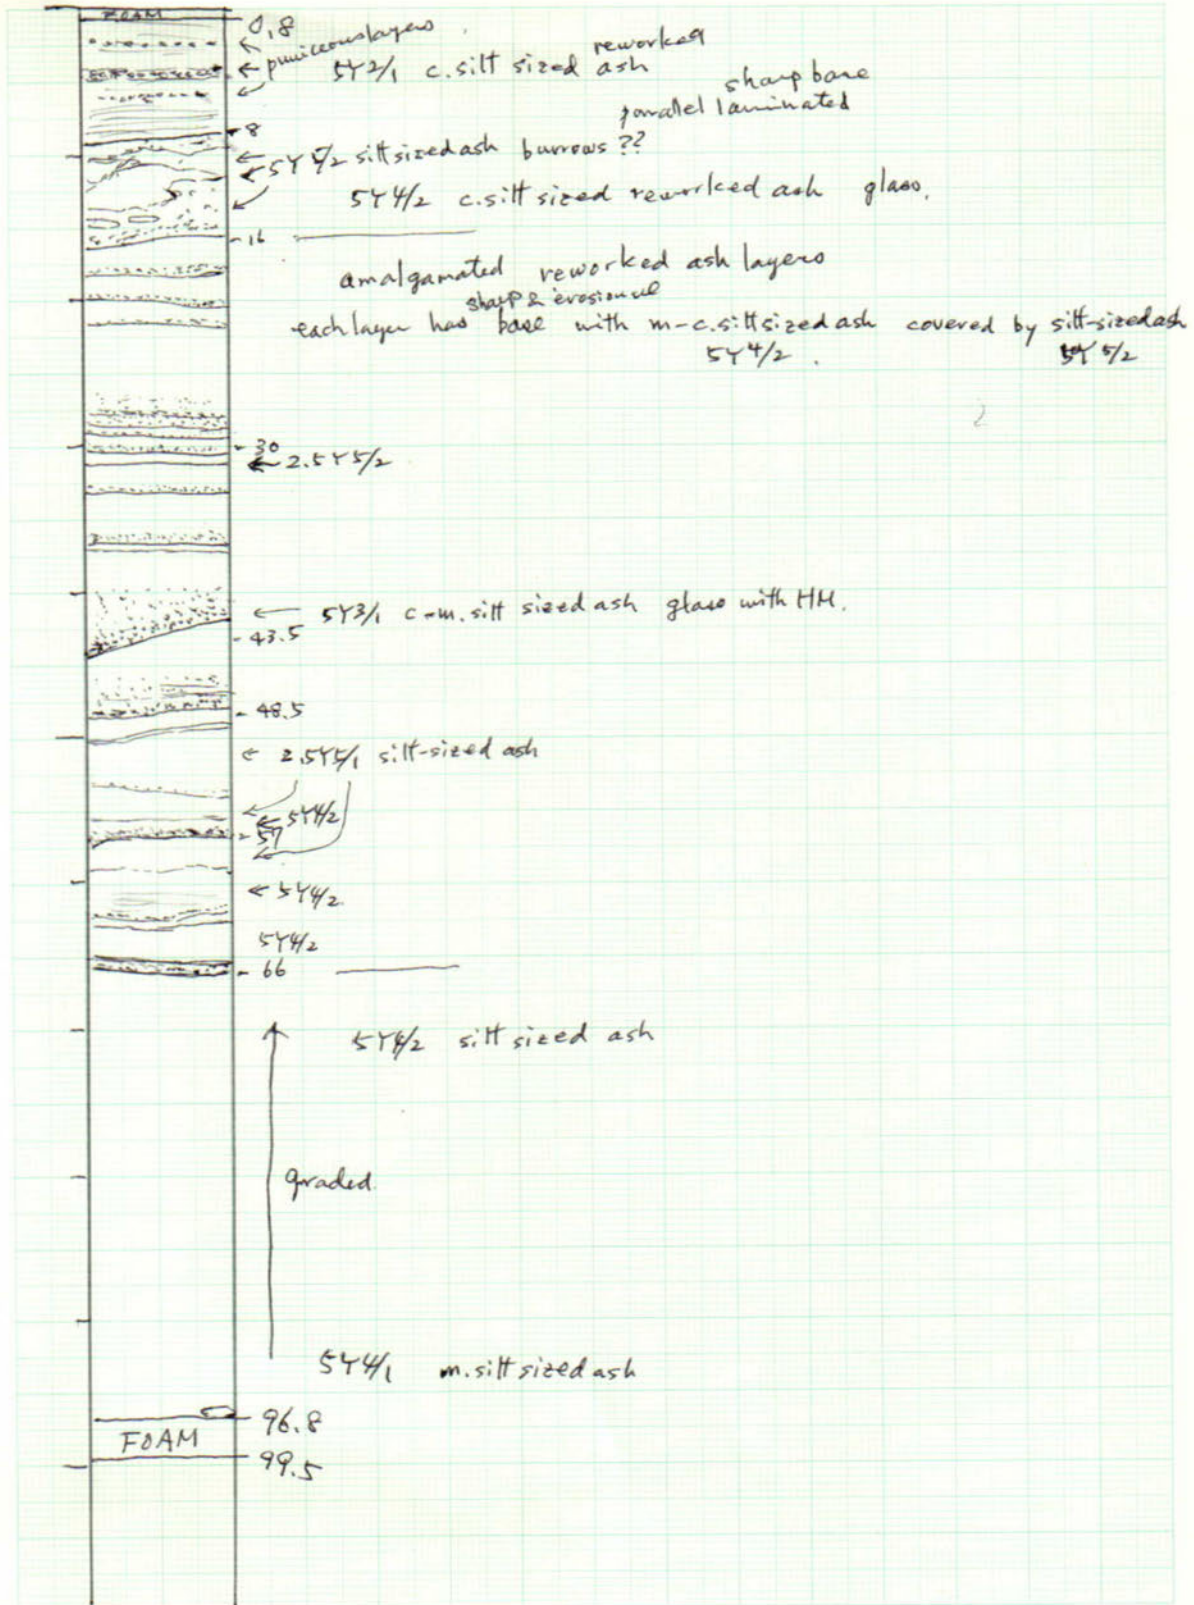 FOAM
0,8
pumiceous layers
reworked
5Y2/1 c.silt sized ash
sharp base
parallel laminated
8
5Y 5/2 silt sized ash burrows ??
5Y 4/2 c.silt sized reworked ash glass.
16
amalgamated reworked ash layers
sharp & erosional
each layer has base with m-c.silt sized ash covered by silt-sized ash
5Y 4/2 . 5Y 5/2
30
2.5Y5/2
5Y3/1 c-m. silt sized ash glass with HM.
43.5
48.5
2.5Y5/1 silt-sized ash
5Y4/2
57
5Y4/2
5Y4/2
66
5Y4/2 silt sized ash
graded.
5Y4/1 m.silt sized ash
96.8
FOAM
99.5